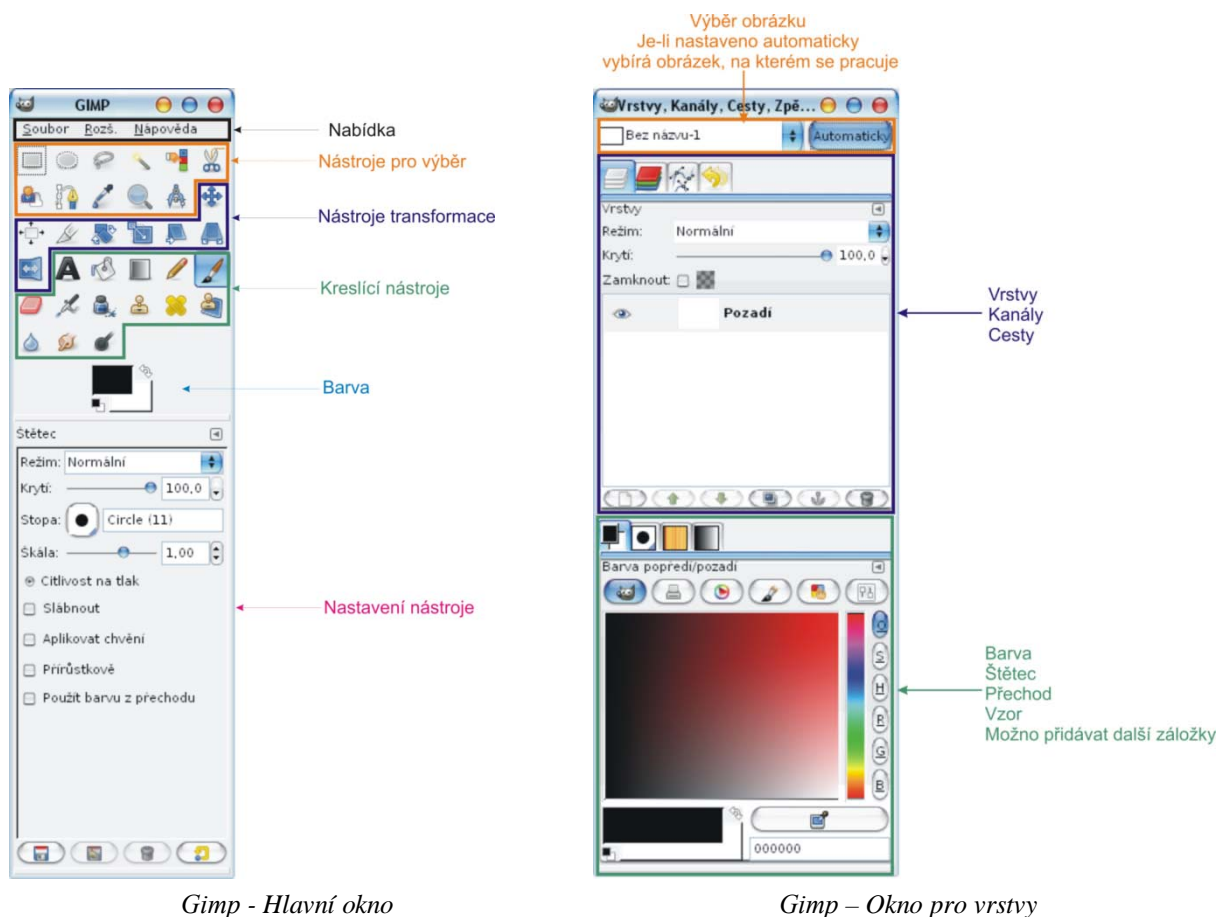 GIMP
Soubor Rozš. Nápověda
Nabídka
Nástroje pro výběr
Nástroje transformace
Kreslící nástroje
Barva
Štětec
Režim: Normální
Krytí: 100,0
Stopa: Circle (11)
Škála: 1,00
Citlivost na tlak
Slábnout
Aplikovat chvění
Přírůstkově
Použít barvu z přechodu
Nastavení nástroje
Gimp - Hlavní okno
Výběr obrázku
Je-li nastaveno automaticky
vybírá obrázek, na kterém se pracuje
Vrstvy, Kanály, Cesty, Zpě...
Bez názvu-1 Automaticky
Vrstvy
Režim: Normální
Krytí: 100,0
Zamknout:
Pozadí
Vrstvy
Kanály
Cesty
Barva popředí/pozadí
O
S
H
R
G
B
000000
Barva
Štětec
Přechod
Vzor
Možno přidávat další záložky
Gimp – Okno pro vrstvy